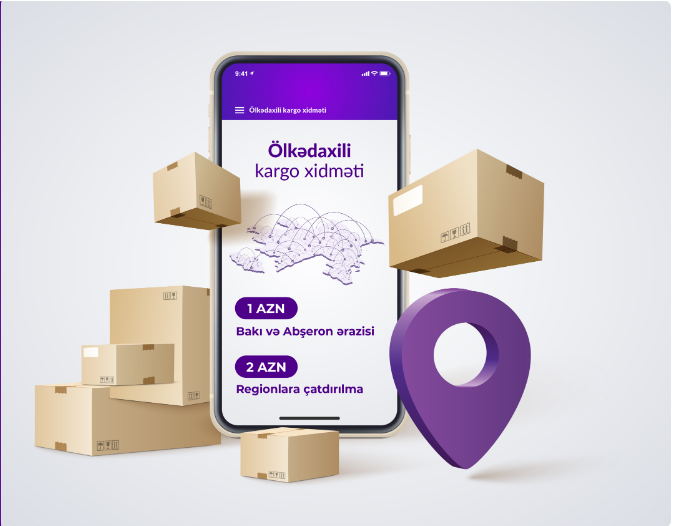 9:41
Ölkədaxili kargo xidməti
Ölkədaxili
kargo xidməti
1 AZN
Bakı və Abşeron ərazisi
2 AZN
Regionlara çatdırılma